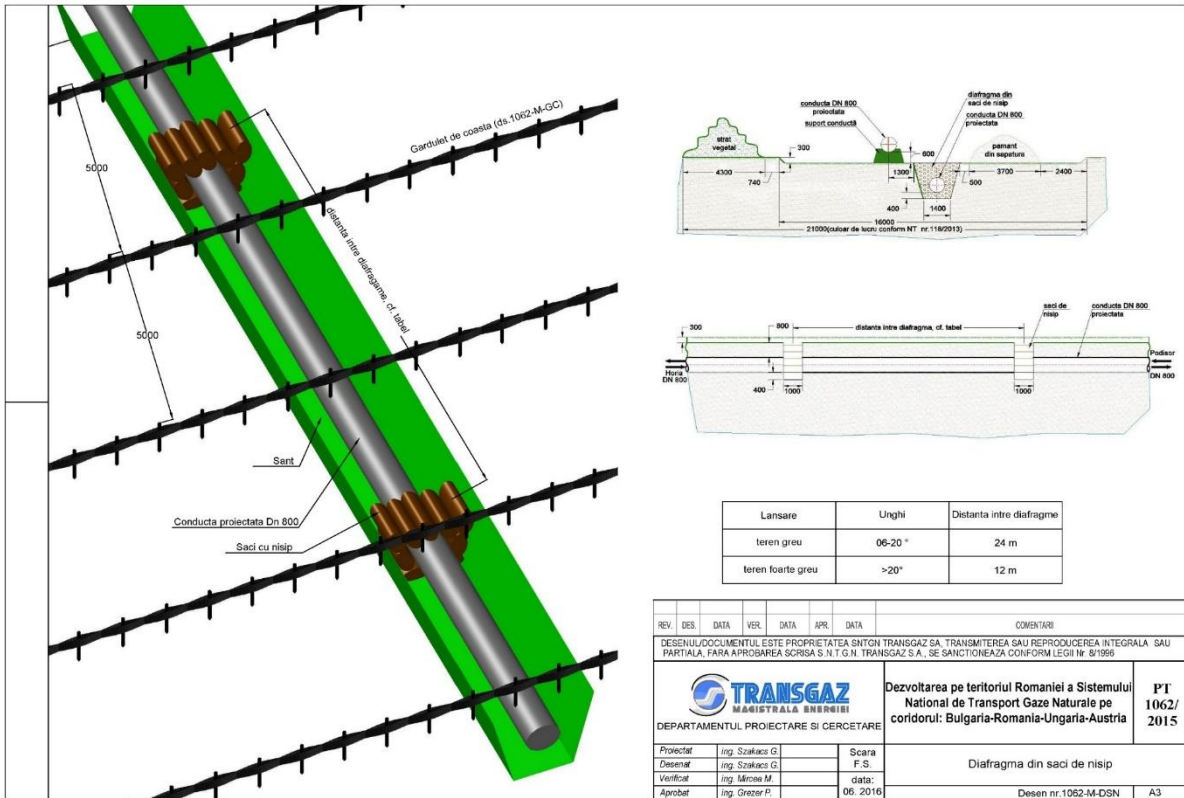 Gardulet de coasta (ds.1062-M-GC)
5000
5000
distanta intre diafragame, cf. tabel
Sant
Conducta proiectata Dn 800
Saci cu nisip
conducta DN 800
proiectata
suport conductă
diafragma din
saci de nisip
conducta DN 800
proiectata
strat
vegetal
pamant
din sapatura
300
600
4300
740
1300
500
3700
2400
400
1400
16000
21000(culoar de lucru conform NT nr.118/2013)
saci de
nisip
conducta DN 800
proiectata
300
800
distanta intre diafragma, cf. tabel
Horia
DN 800
Podisor
DN 800
400
1000
1000
Lansare Unghi Distanta intre diafragme
teren greu 06-20 ° 24 m
teren foarte greu >20° 12 m
REV. DES. DATA VER. DATA APR. DATA COMENTARII
DESENUL/DOCUMENTUL ESTE PROPRIETATEA SNTGN TRANSGAZ SA, TRANSMITEREA SAU REPRODUCEREA INTEGRALA SAU
PARTIALA, FARA APROBAREA SCRISA S.N.T.G.N. TRANSGAZ S.A., SE SANCTIONEAZA CONFORM LEGII Nr. 8/1996
TRANSGAZ
MAGISTRALA ENERGIEI
DEPARTAMENTUL PROIECTARE SI CERCETARE
Dezvoltarea pe teritoriul Romaniei a Sistemului
National de Transport Gaze Naturale pe
coridorul: Bulgaria-Romania-Ungaria-Austria
PT
1062/
2015
Proiectat ing. Szakacs G.
Desenat ing. Szakacs G.
Verificat ing. Mircea M.
Aprobat ing. Grezer P.
Scara
F.S.
data:
06. 2016
Diafragma din saci de nisip
Desen nr.1062-M-DSN A3